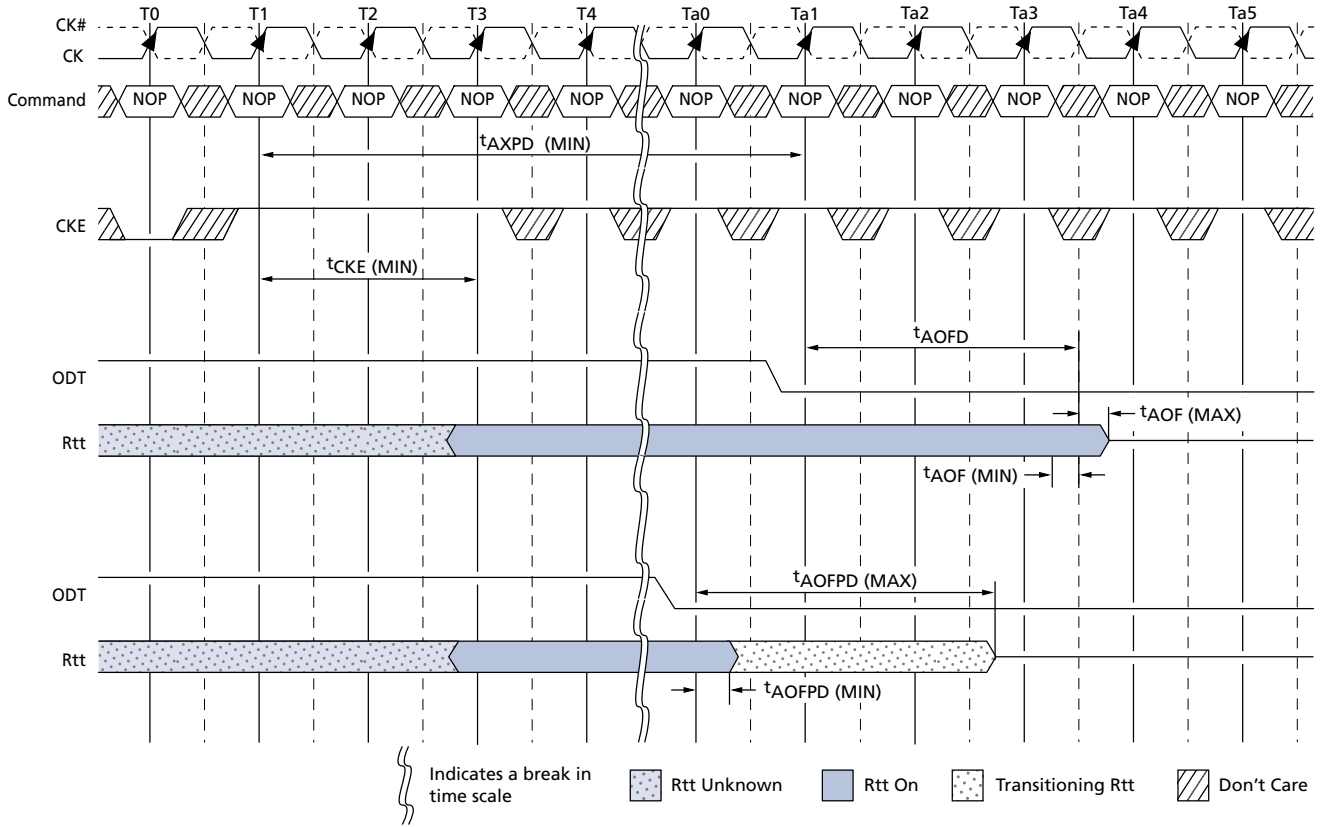 T0 T1 T2 T3 T4 Ta0 Ta1 Ta2 Ta3 Ta4 Ta5
CK#
CK
Command NOP NOP NOP NOP NOP NOP NOP NOP NOP NOP NOP
tAXPD (MIN)
CKE
tCKE (MIN)
tAOFD
ODT
tAOF (MAX)
Rtt
tAOF (MIN)
tAOFPD (MAX)
ODT
Rtt
tAOFPD (MIN)
Indicates a break in
time scale
Rtt Unknown
Rtt On
Transitioning Rtt
Don't Care